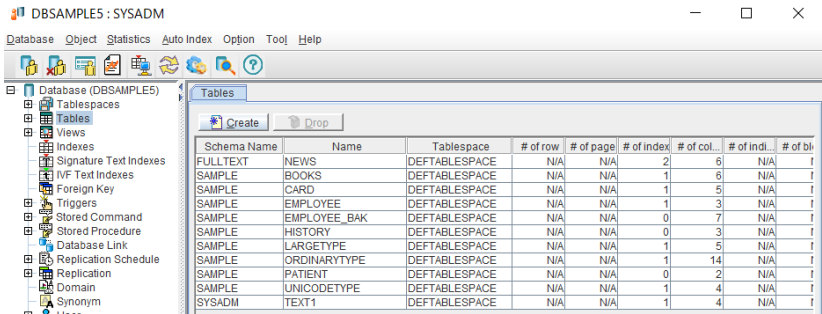 DBSAMPLE5 : SYSADM
Database Object Statistics Auto Index Option Tool Help
Database (DBSAMPLE5)
Tablespaces
Tables
Views
Indexes
Signature Text Indexes
IVF Text Indexes
Foreign Key
Triggers
Stored Command
Stored Procedure
Database Link
Replication Schedule
Replication
Domain
Synonym
Tables
Create Drop
Schema Name Name Tablespace # of row # of page # of index # of col... # of indi... # of
FULLTEXT NEWS DEFTABLESPACE N/A N/A 2 6 N/A
SAMPLE BOOKS DEFTABLESPACE N/A N/A 1 6 N/A
SAMPLE CARD DEFTABLESPACE N/A N/A 1 5 N/A
SAMPLE EMPLOYEE DEFTABLESPACE N/A N/A 1 3 N/A
SAMPLE EMPLOYEE_BAK DEFTABLESPACE N/A N/A 0 7 N/A
SAMPLE HISTORY DEFTABLESPACE N/A N/A 0 3 N/A
SAMPLE LARGETYPE DEFTABLESPACE N/A N/A 1 5 N/A
SAMPLE ORDINARYTYPE DEFTABLESPACE N/A N/A 1 14 N/A
SAMPLE PATIENT DEFTABLESPACE N/A N/A 0 2 N/A
SAMPLE UNICODETYPE DEFTABLESPACE N/A N/A 1 4 N/A
SYSADM TEXT1 DEFTABLESPACE N/A N/A 1 4 N/A